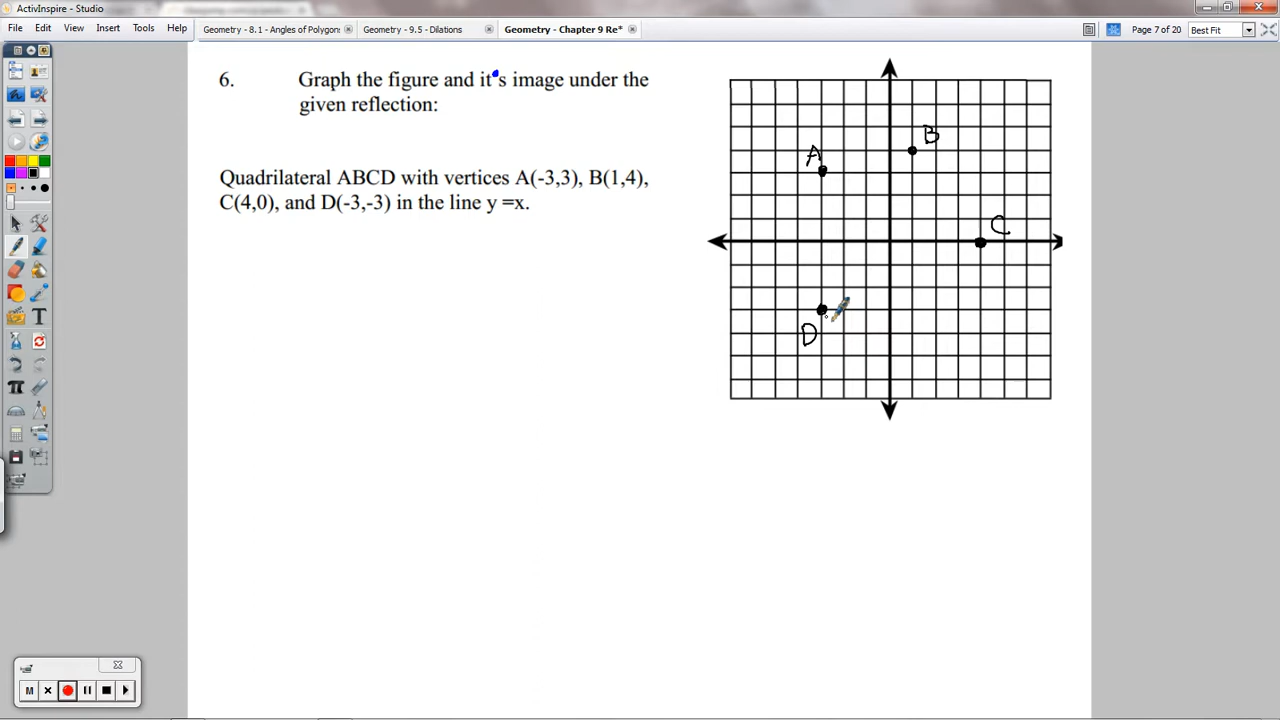 ActivInspire - Studio
File Edit View Insert Tools Help
Geometry - 8.1 - Angles of Polygon:
Geometry - 9.5 - Dilations
Geometry - Chapter 9 Re*
Page 7 of 20
Best Fit
6. Graph the figure and it's image under the
given reflection:
Quadrilateral ABCD with vertices A(-3,3), B(1,4),
C(4,0), and D(-3,-3) in the line y =x.
B
A
C
D
M